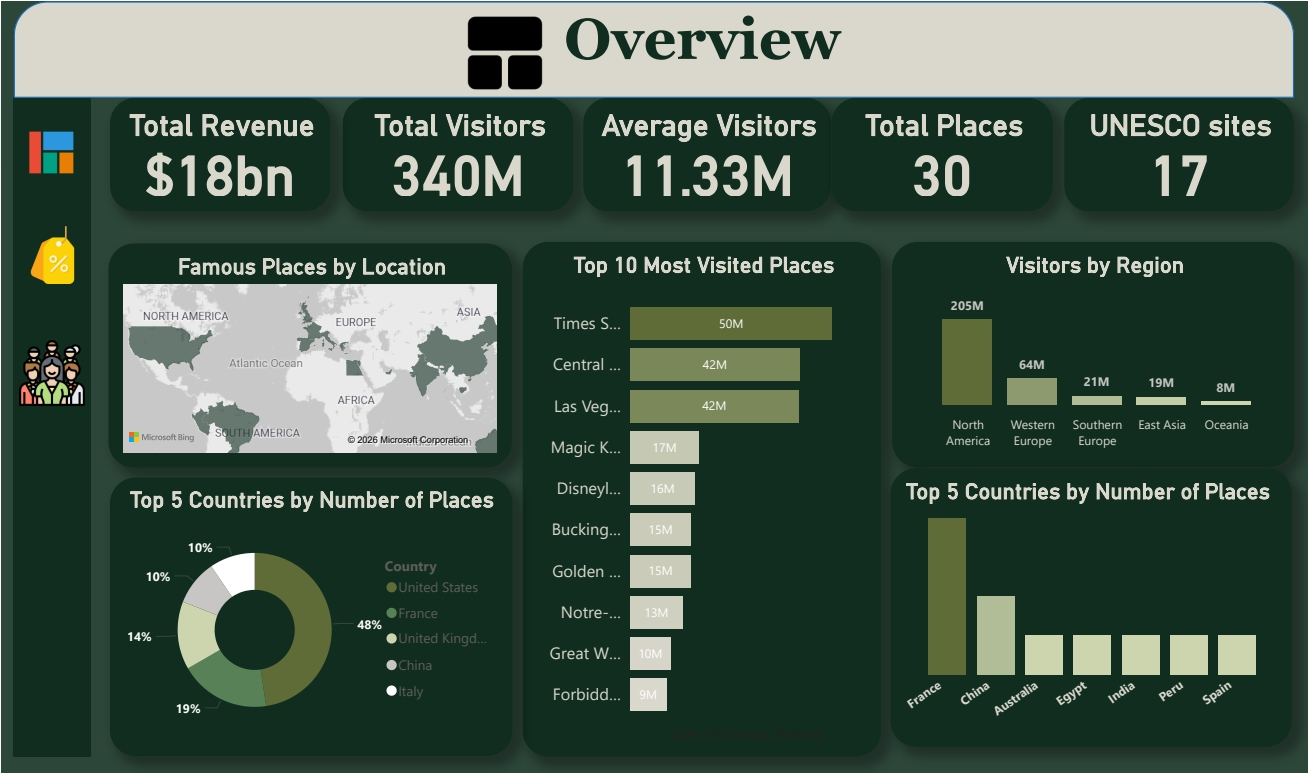 Overview
Total Revenue
$18bn
Total Visitors
340M
Average Visitors
11.33M
Total Places
30
UNESCO sites
17
%
Famous Places by Location
NORTH AMERICA
EUROPE
ASIA
Atlantic Ocean
AFRICA
SOUTH AMERICA
Microsoft Bing
© 2026 Microsoft Corporation
Indian Ocean
Top 10 Most Visited Places
Times S...
50M
Central ...
42M
Las Veg...
42M
Magic K...
17M
Disneyl...
16M
Bucking...
15M
Golden ...
15M
Notre-...
13M
Great W...
10M
Forbidd...
9M
Visitors by Region
205M
64M
21M
19M
8M
North
America
Western
Europe
Southern
Europe
East Asia
Oceania
Top 5 Countries by Number of Places
10%
10%
14%
19%
48%
Country
United States
France
United Kingd...
China
Italy
Top 5 Countries by Number of Places
France
China
Australia
Egypt
India
Peru
Spain